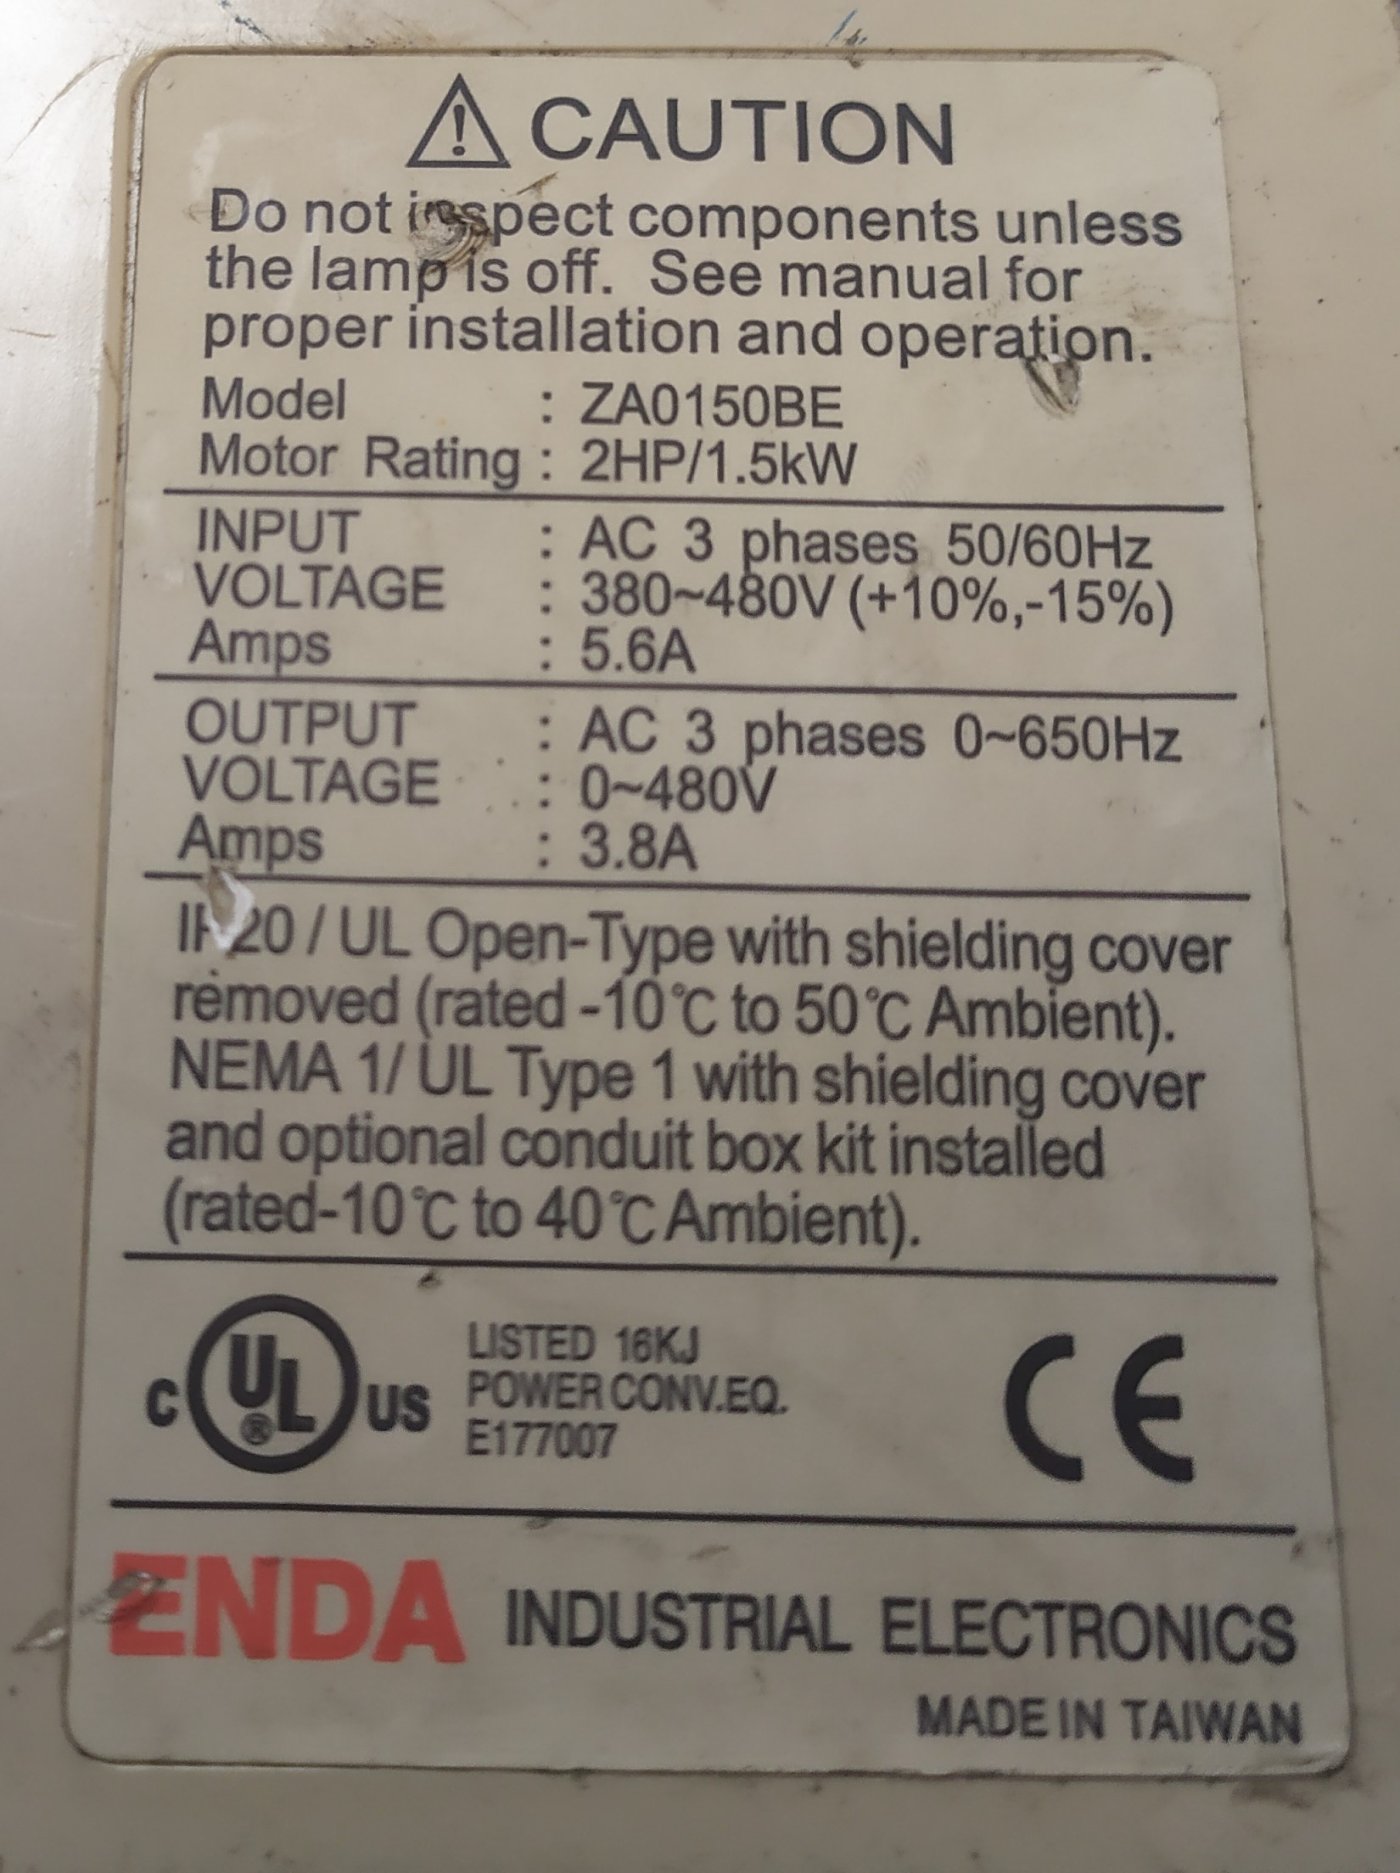 CAUTION
Do not inspect components unless
the lamp is off. See manual for
proper installation and operation.
Model : ZA0150BE
Motor Rating : 2HP/1.5kW
INPUT : AC 3 phases 50/60Hz
VOLTAGE : 380~480V (+10%,-15%)
Amps : 5.6A
OUTPUT : AC 3 phases 0~650Hz
VOLTAGE : 0~480V
Amps : 3.8A
IP20 / UL Open-Type with shielding cover
removed (rated -10℃ to 50℃ Ambient).
NEMA 1/ UL Type 1 with shielding cover
and optional conduit box kit installed
(rated-10℃ to 40℃ Ambient).
C UL ® US
LISTED 16KJ
POWER CONV.EQ.
E177007
CE
ENDA INDUSTRIAL ELECTRONICS
MADE IN TAIWAN